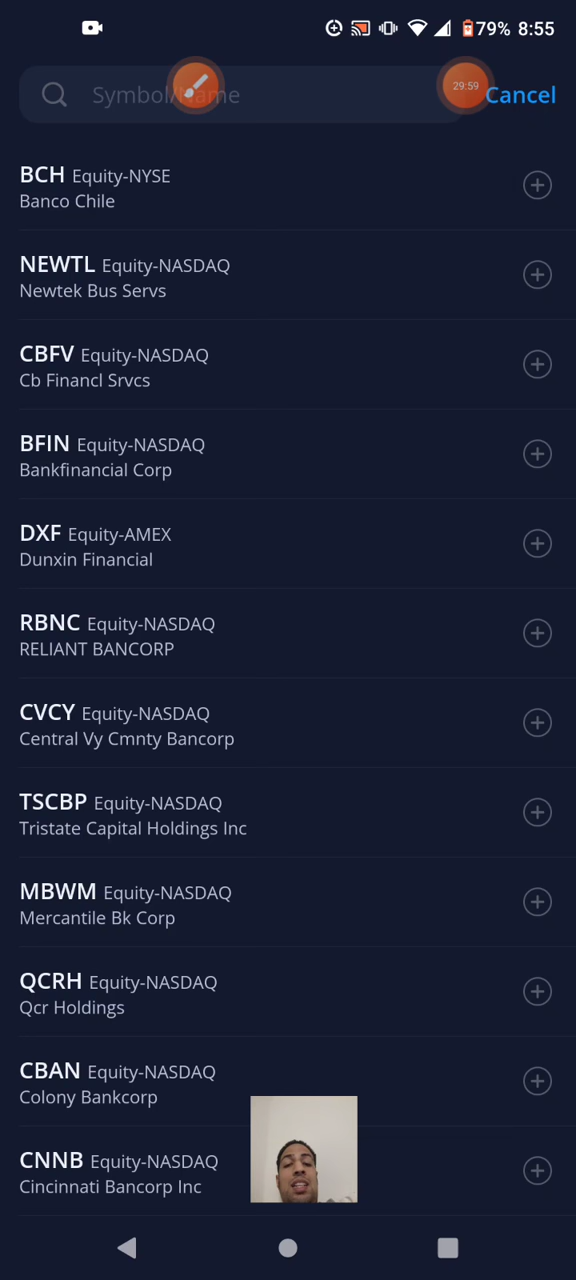 79% 8:55
Symbol/Name
29:59
Cancel
BCH Equity-NYSE
Banco Chile
NEWTL Equity-NASDAQ
Newtek Bus Servs
CBFV Equity-NASDAQ
Cb Financl Srvcs
BFIN Equity-NASDAQ
Bankfinancial Corp
DXF Equity-AMEX
Dunxin Financial
RBNC Equity-NASDAQ
RELIANT BANCORP
CVCY Equity-NASDAQ
Central Vy Cmnty Bancorp
TSCBP Equity-NASDAQ
Tristate Capital Holdings Inc
MBWM Equity-NASDAQ
Mercantile Bk Corp
QCRH Equity-NASDAQ
Qcr Holdings
CBAN Equity-NASDAQ
Colony Bankcorp
CNNB Equity-NASDAQ
Cincinnati Bancorp Inc